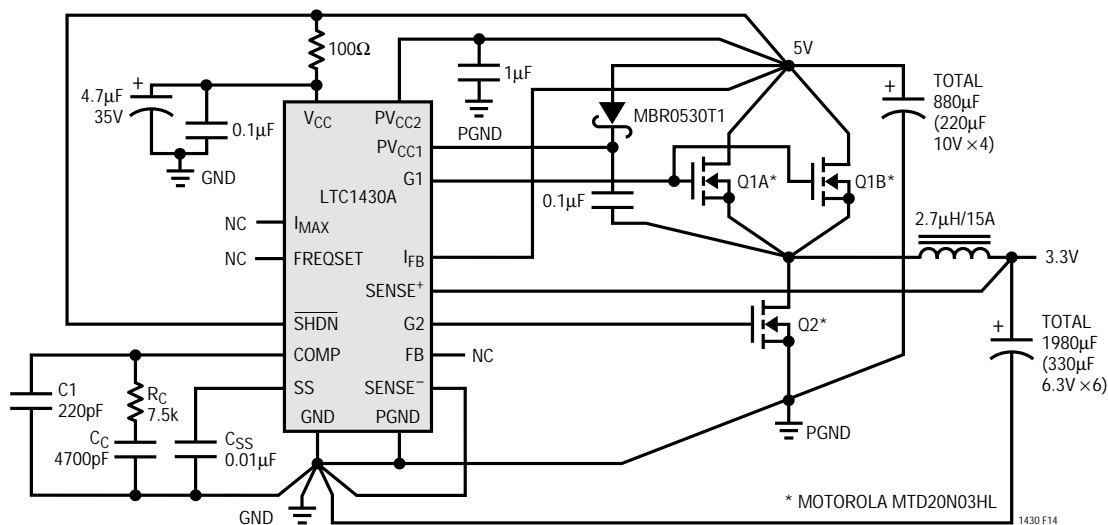 100Ω
4.7µF
35V
+
0.1µF
GND
1µF
PGND
MBR0530T1
5V
+
TOTAL
880µF
(220µF
10V ×4)
VCC
PVCC2
PVCC1
G1
LTC1430A
NC
IMAX
NC
FREQSET
IFB
SENSE+
SHDN
G2
COMP
FB
NC
SS
SENSE–
GND
PGND
0.1µF
Q1A*
Q1B*
2.7µH/15A
3.3V
Q2*
+
TOTAL
1980µF
(330µF
6.3V ×6)
C1
220pF
RC
7.5k
CC
4700pF
CSS
0.01µF
GND
PGND
* MOTOROLA MTD20N03HL
1430 F14